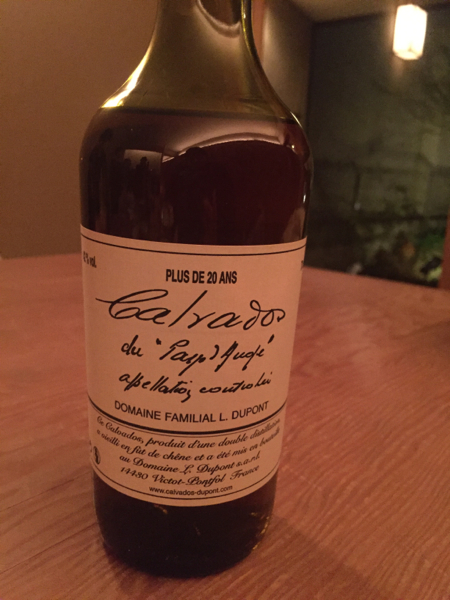 PLUS DE 20 ANS
Calvados
du "Pays d'Auge"
appellation controlée
DOMAINE FAMILIAL L. DUPONT
Ce Calvados, produit d'une double distillation
a vieilli en fût de chêne et a été mis en bouteille
au Domaine L. Dupont s.a.r.l.
14430 Victot-Pontfol France
www.calvados-dupont.com